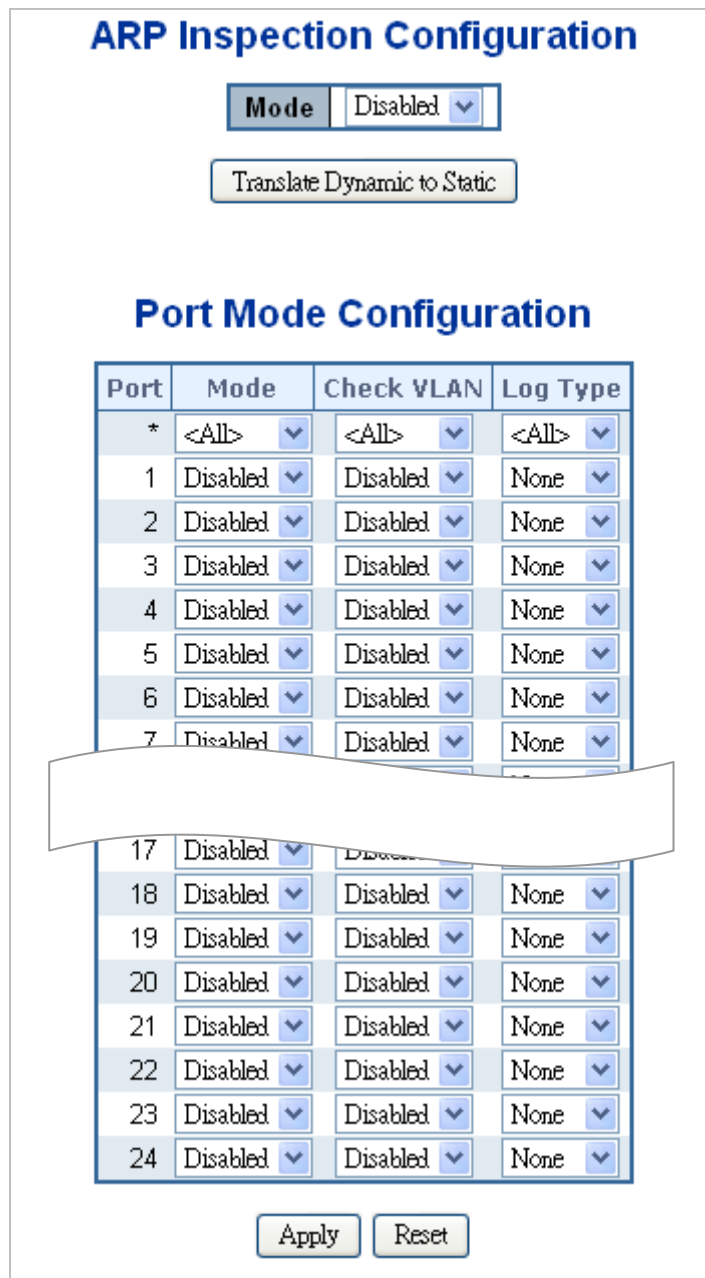 ARP Inspection Configuration
Mode Disabled
Translate Dynamic to Static
Port Mode Configuration
Port Mode Check VLAN Log Type
* <All> <All> <All>
1 Disabled Disabled None
2 Disabled Disabled None
3 Disabled Disabled None
4 Disabled Disabled None
5 Disabled Disabled None
6 Disabled Disabled None
7 Disabled Disabled None
17 Disabled
18 Disabled Disabled None
19 Disabled Disabled None
20 Disabled Disabled None
21 Disabled Disabled None
22 Disabled Disabled None
23 Disabled Disabled None
24 Disabled Disabled None
Apply Reset